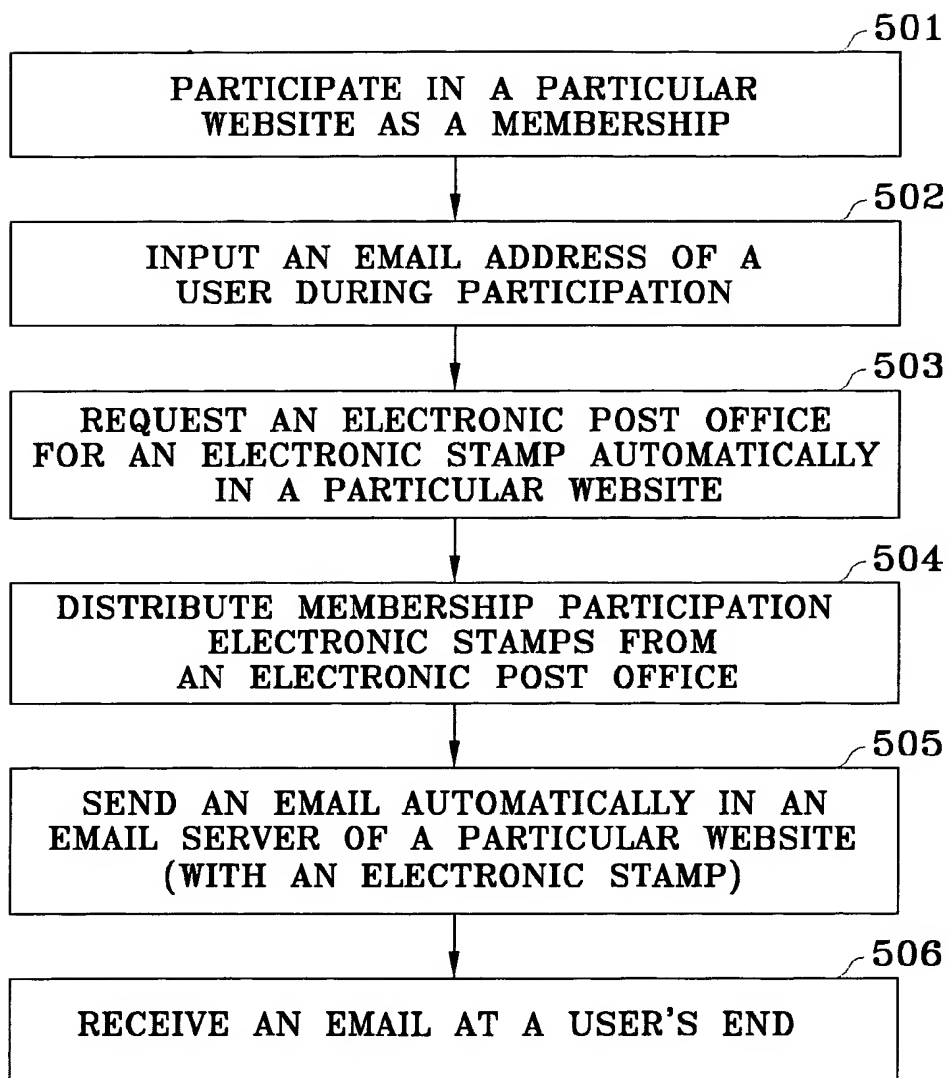 501
PARTICIPATE IN A PARTICULAR
WEBSITE AS A MEMBERSHIP
502
INPUT AN EMAIL ADDRESS OF A
USER DURING PARTICIPATION
503
REQUEST AN ELECTRONIC POST OFFICE
FOR AN ELECTRONIC STAMP AUTOMATICALLY
IN A PARTICULAR WEBSITE
504
DISTRIBUTE MEMBERSHIP PARTICIPATION
ELECTRONIC STAMPS FROM
AN ELECTRONIC POST OFFICE
505
SEND AN EMAIL AUTOMATICALLY IN AN
EMAIL SERVER OF A PARTICULAR WEBSITE
(WITH AN ELECTRONIC STAMP)
506
RECEIVE AN EMAIL AT A USER'S END